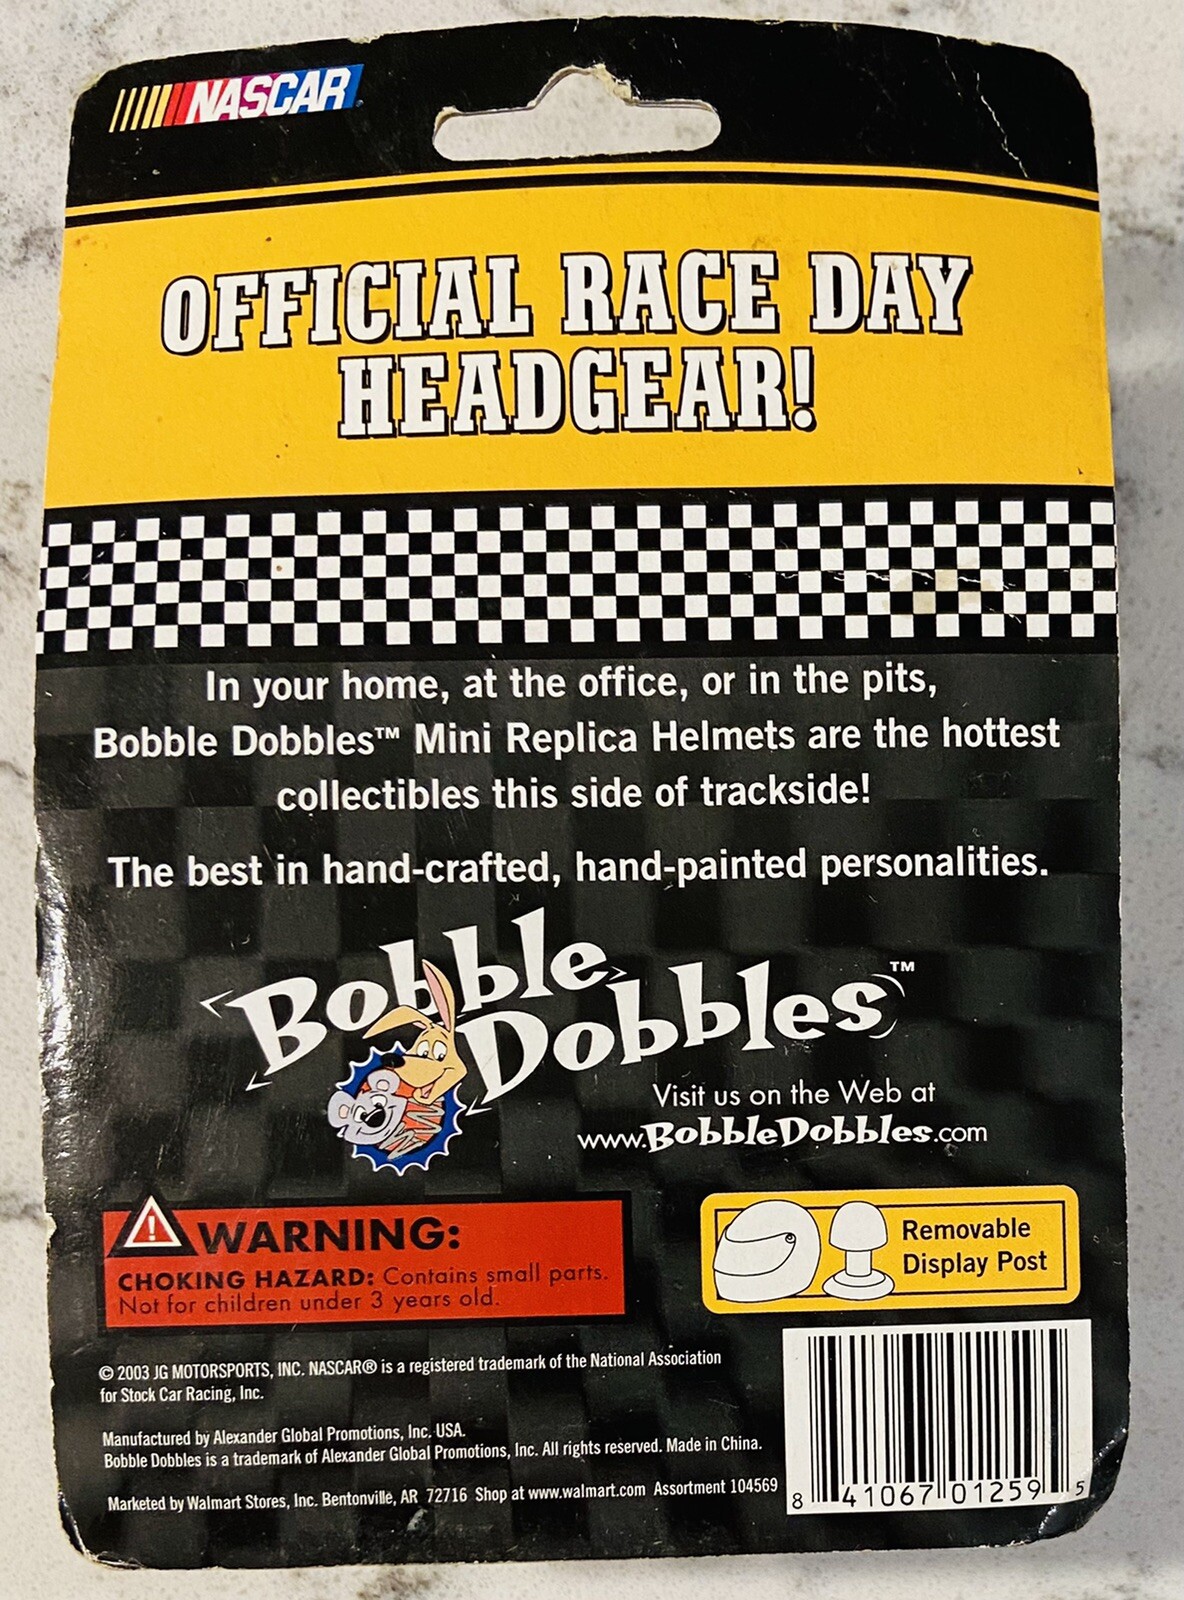 NASCAR
OFFICIAL RACE DAY
HEADGEAR!
In your home, at the office, or in the pits,
Bobble Dobbles™ Mini Replica Helmets are the hottest
collectibles this side of trackside!
The best in hand-crafted, hand-painted personalities.
Bobble
Dobbles™
Visit us on the Web at
www.BobbleDobbles.com
WARNING:
CHOKING HAZARD: Contains small parts.
Not for children under 3 years old.
Removable
Display Post
© 2003 JG MOTORSPORTS, INC. NASCAR® is a registered trademark of the National Association
for Stock Car Racing, Inc.
Manufactured by Alexander Global Promotions, Inc. USA.
Bobble Dobbles is a trademark of Alexander Global Promotions, Inc. All rights reserved. Made in China.
Marketed by Walmart Stores, Inc. Bentonville, AR 72716 Shop at www.walmart.com Assortment 104569
8 41067 01259 5